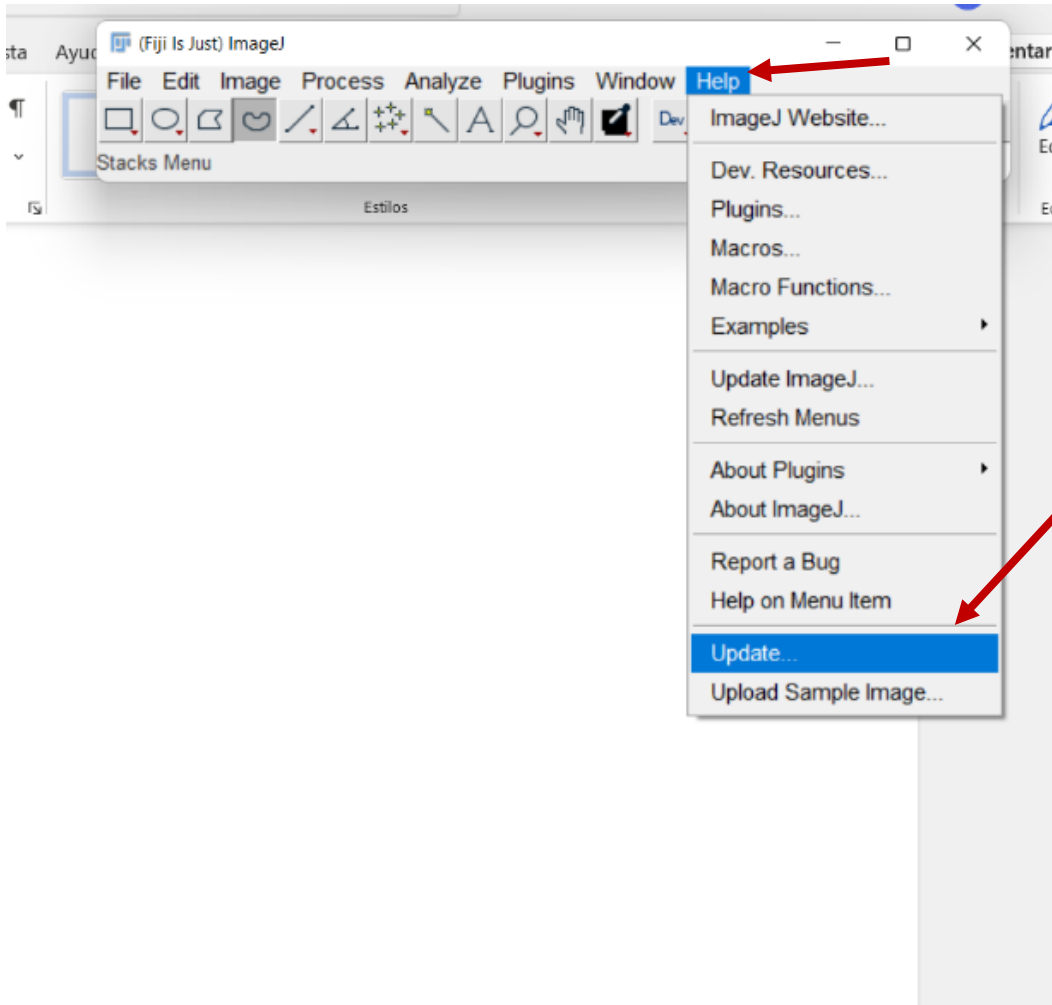 (Fiji Is Just) ImageJ
sta Ayuc
entar
File Edit Image Process Analyze Plugins Window Help
¶
A
Dev
Stacks Menu
Estilos
ImageJ Website...
Dev. Resources...
Plugins...
Macros...
Macro Functions...
Examples
Update ImageJ...
Refresh Menus
About Plugins
About ImageJ...
Report a Bug
Help on Menu Item
Update...
Upload Sample Image...